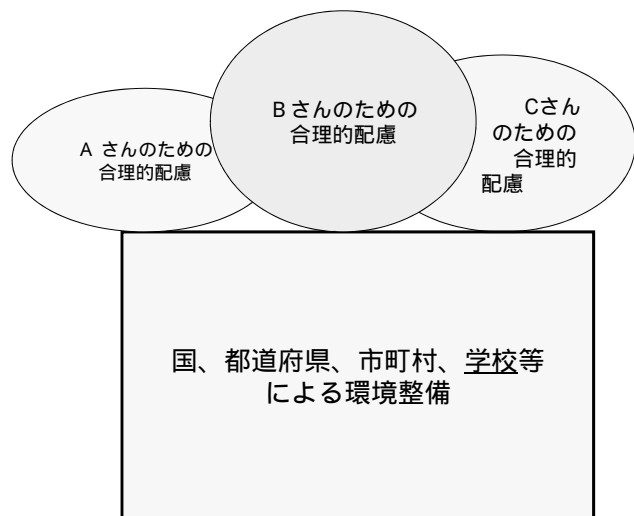 A さんのための
合理的配慮
B さんのための
合理的配慮
Cさん
のための
合理的
配慮
国、都道府県、市町村、学校等
による環境整備